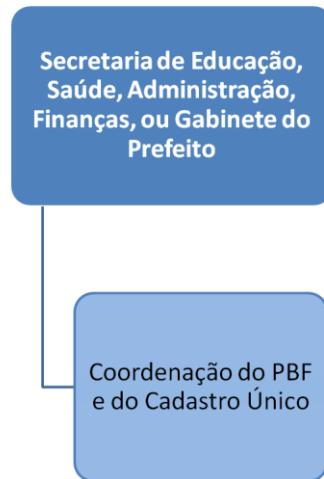 Secretaria de Educação,
Saúde, Administração,
Finanças, ou Gabinete do
Prefeito
Coordenação do PBF
e do Cadastro Único